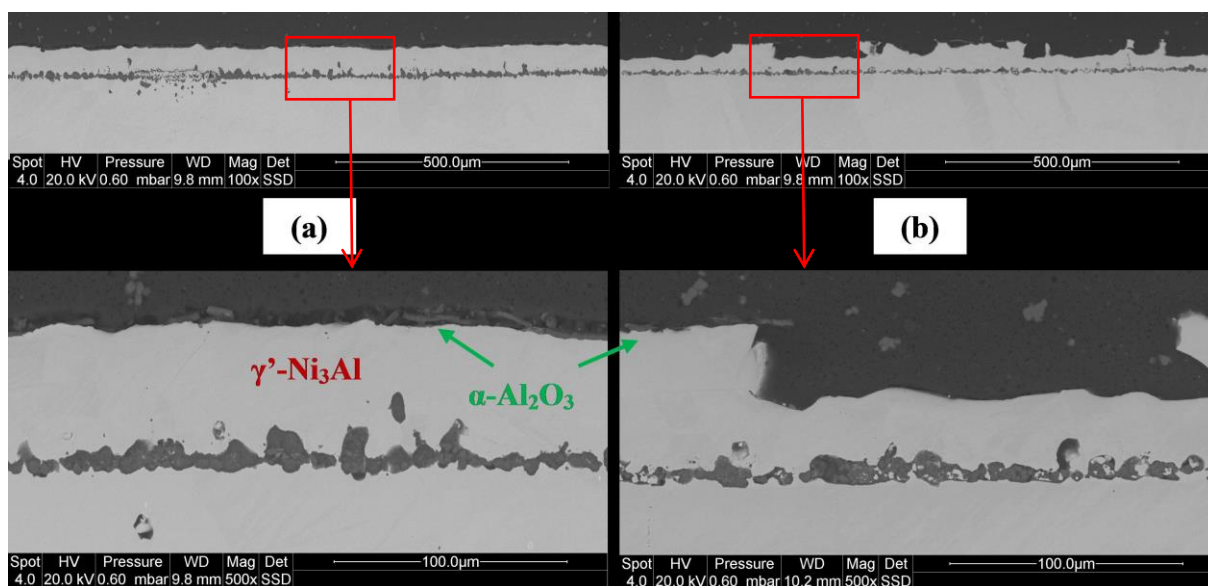 Spot HV Pressure WD Mag Det
4.0 20.0 kV 0.60 mbar 9.8 mm 100x SSD
500.0µm
Spot HV Pressure WD Mag Det
4.0 20.0 kV 0.60 mbar 9.8 mm 100x SSD
500.0µm
(a)
(b)
γ’-Ni₃Al
α-Al₂O₃
Spot HV Pressure WD Mag Det
4.0 20.0 kV 0.60 mbar 9.8 mm 500x SSD
100.0µm
Spot HV Pressure WD Mag Det
4.0 20.0 kV 0.60 mbar 10.2 mm 500x SSD
100.0µm